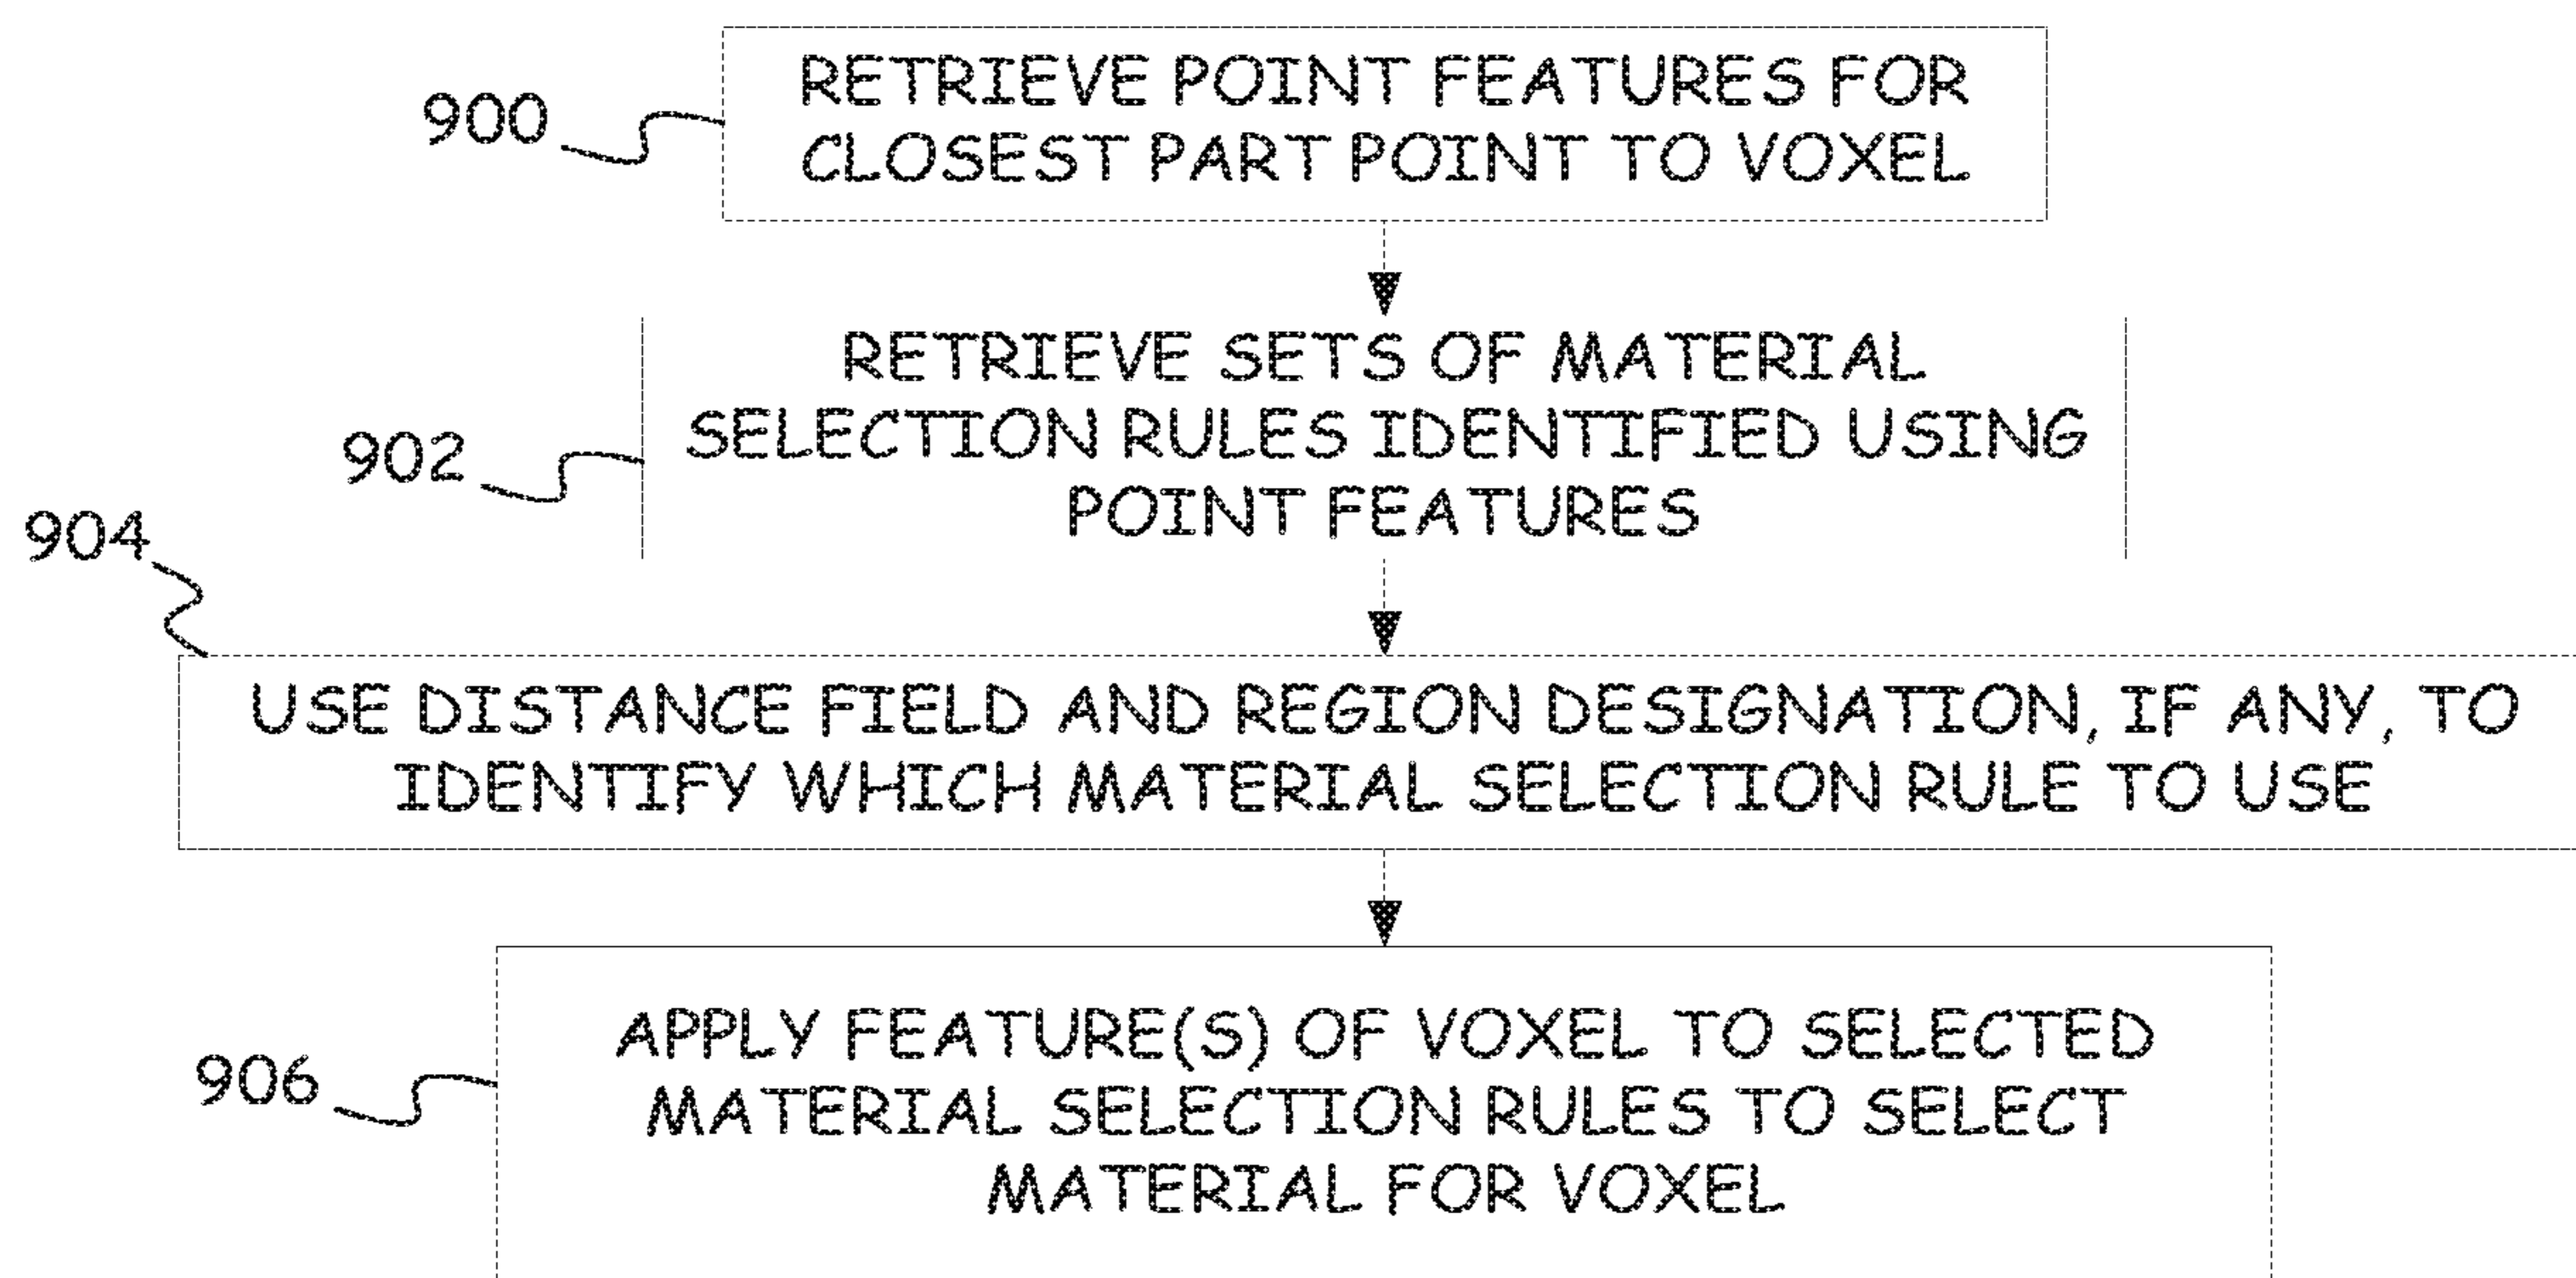 900
RETRIEVE POINT FEATURES FOR
CLOSEST PART POINT TO VOXEL
902
RETRIEVE SETS OF MATERIAL
SELECTION RULES IDENTIFIED USING
POINT FEATURES
904
USE DISTANCE FIELD AND REGION DESIGNATION, IF ANY, TO
IDENTIFY WHICH MATERIAL SELECTION RULE TO USE
906
APPLY FEATURE(S) OF VOXEL TO SELECTED
MATERIAL SELECTION RULES TO SELECT
MATERIAL FOR VOXEL